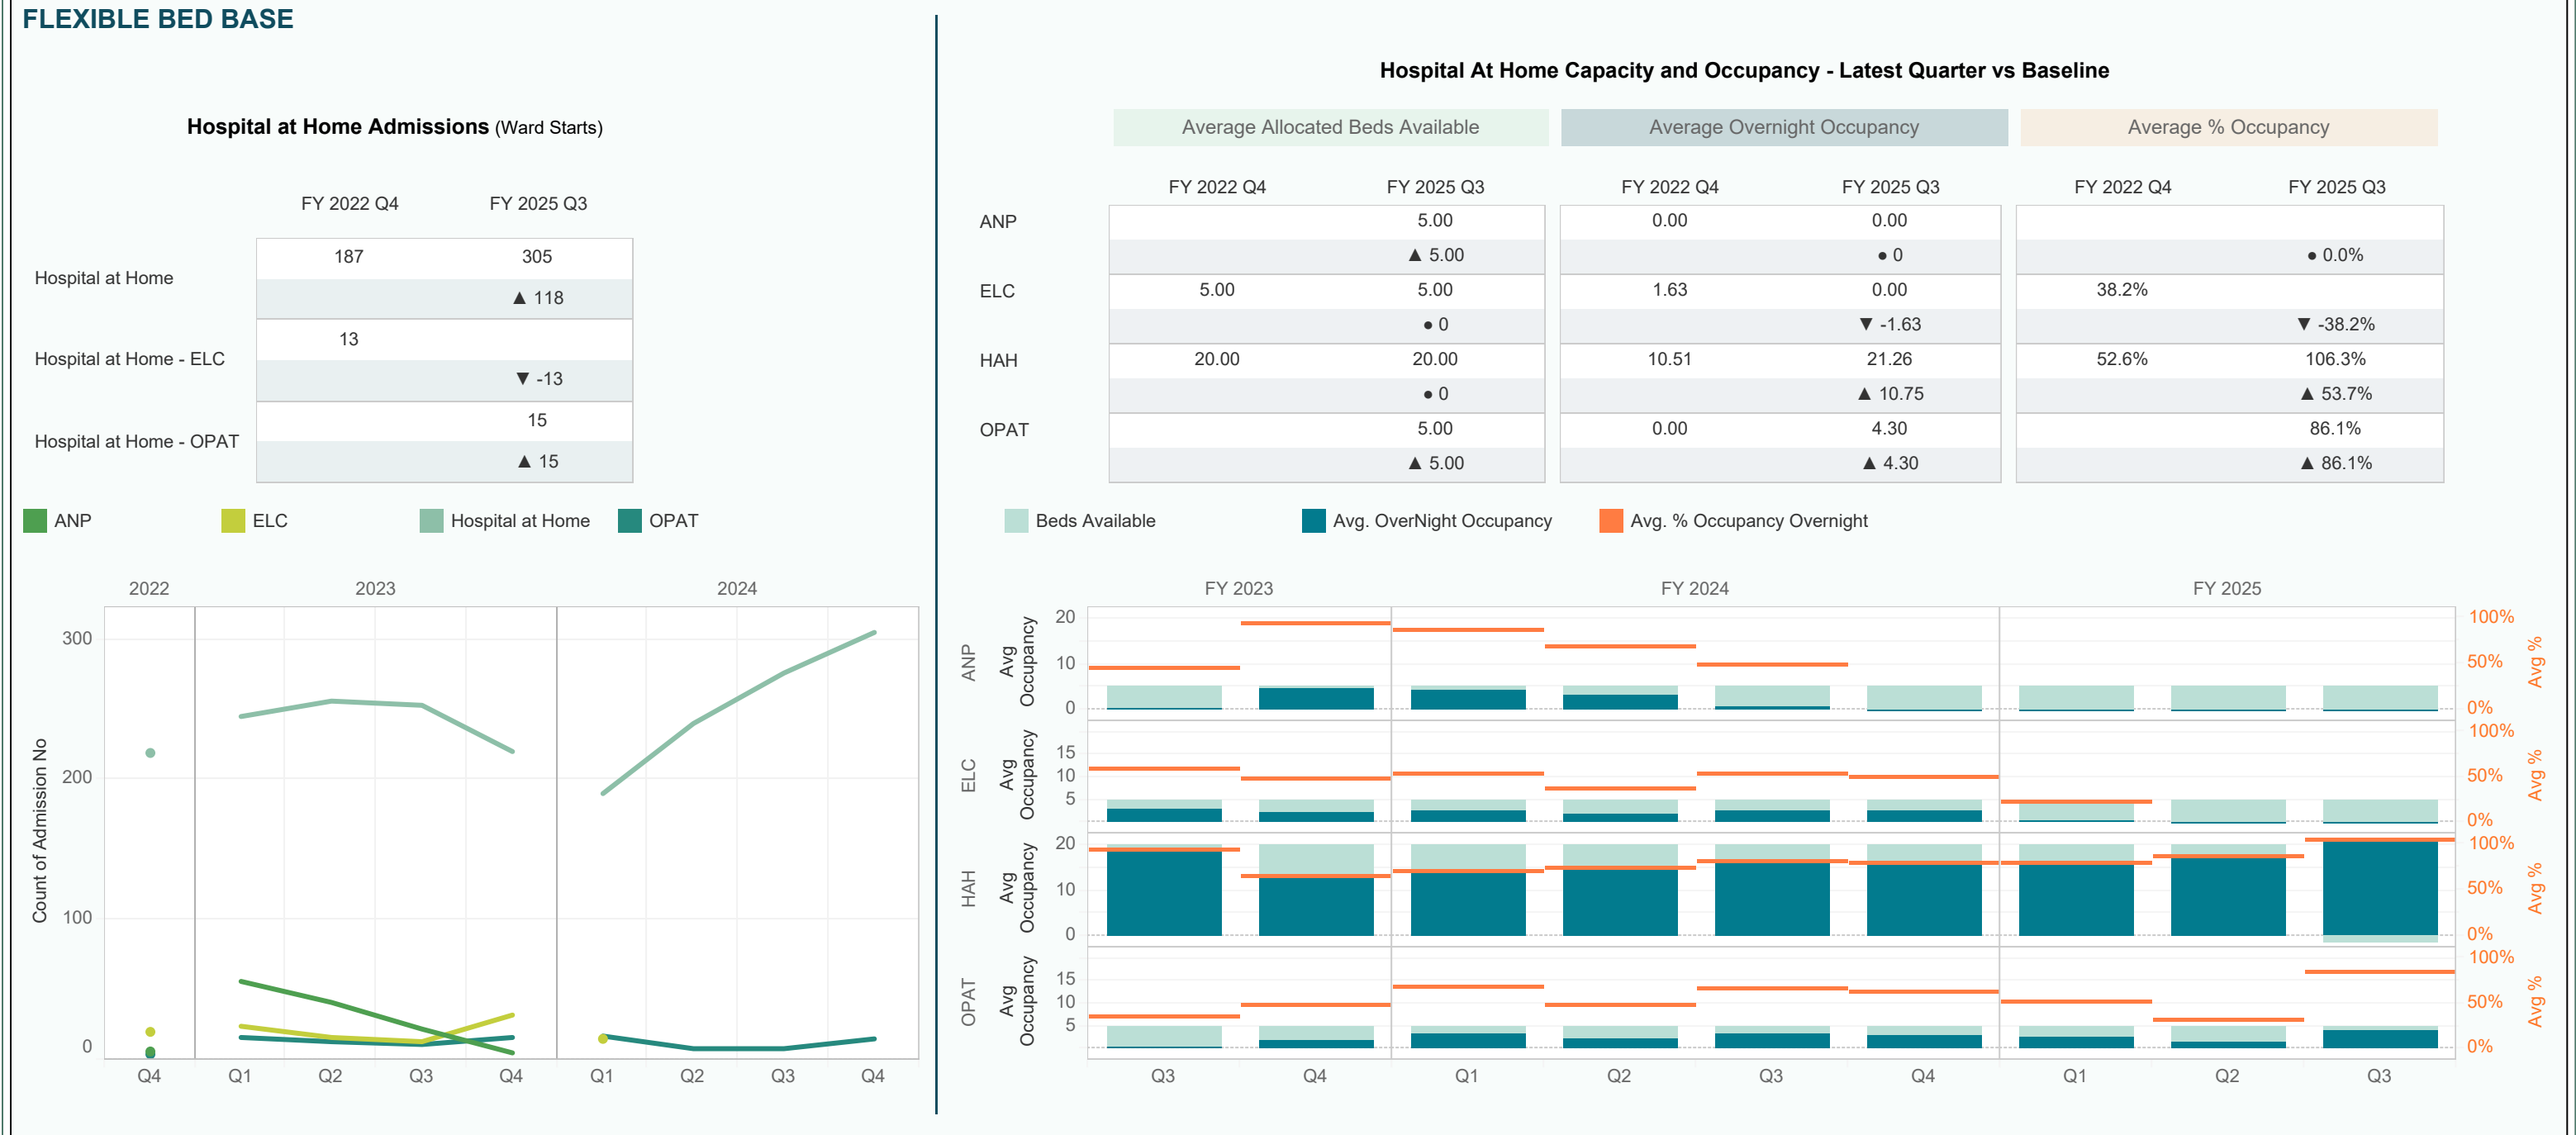 FLEXIBLE BED BASE
Hospital at Home Admissions (Ward Starts)
FY 2022 Q4 FY 2025 Q3
Hospital at Home 187 305
▲ 118
Hospital at Home - ELC 13
▼ -13
Hospital at Home - OPAT 15
▲ 15
ANP ELC Hospital at Home OPAT
2022 2023 2024
Count of Admission No
300
200
100
0
Q4 Q1 Q2 Q3 Q4 Q1 Q2 Q3 Q4
Hospital At Home Capacity and Occupancy - Latest Quarter vs Baseline
Average Allocated Beds Available Average Overnight Occupancy Average % Occupancy
FY 2022 Q4 FY 2025 Q3 FY 2022 Q4 FY 2025 Q3 FY 2022 Q4 FY 2025 Q3
ANP 5.00 0.00 0.00
▲ 5.00 ● 0 ● 0.0%
ELC 5.00 5.00 1.63 0.00 38.2%
● 0 ▼ -1.63 ▼ -38.2%
HAH 20.00 20.00 10.51 21.26 52.6% 106.3%
● 0 ▲ 10.75 ▲ 53.7%
OPAT 5.00 0.00 4.30 86.1%
▲ 5.00 ▲ 4.30 ▲ 86.1%
Beds Available Avg. OverNight Occupancy Avg. % Occupancy Overnight
FY 2023 FY 2024 FY 2025
ANP
Avg
Occupancy
20
10
0
100%
50%
0%
Avg %
ELC
Avg
Occupancy
15
10
5
100%
50%
0%
Avg %
HAH
Avg
Occupancy
20
10
0
100%
50%
0%
Avg %
OPAT
Avg
Occupancy
15
10
5
100%
50%
0%
Avg %
Q3 Q4 Q1 Q2 Q3 Q4 Q1 Q2 Q3